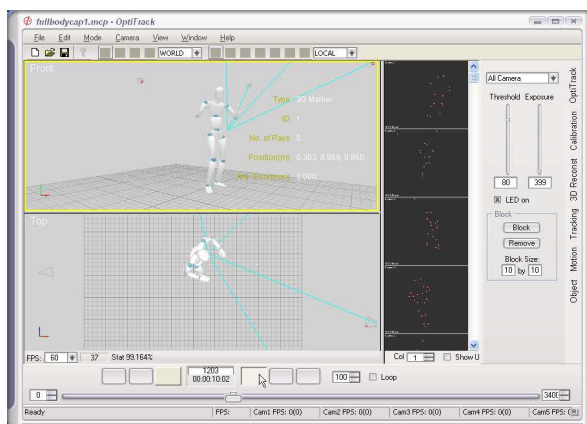 fullbodycap1.mcp - OptiTrack
File Edit Mode Camera View Window Help
WORLD LOCAL
Front
Type 3D Marker
ID 1
No. of Rays 0
Position(m) 0.303, 0.989, 0.860
0.000
Top
All Camera
Threshold Exposure
80 399
LED on
Block
Block
Remove
Block Size:
10 by 10
OptiTrack
Calibration
3D Reconst
Tracking
Motion
Object
FPS: 60 37 Stat 99.164%
Col 1 Show U
1203
00:00:10:02
100 Loop
0 3400
Ready FPS: Cam1 FPS: 0(0) Cam2 FPS: 0(0) Cam3 FPS: 0(0) Cam4 FPS: 0(0) Cam5 FPS: 0(